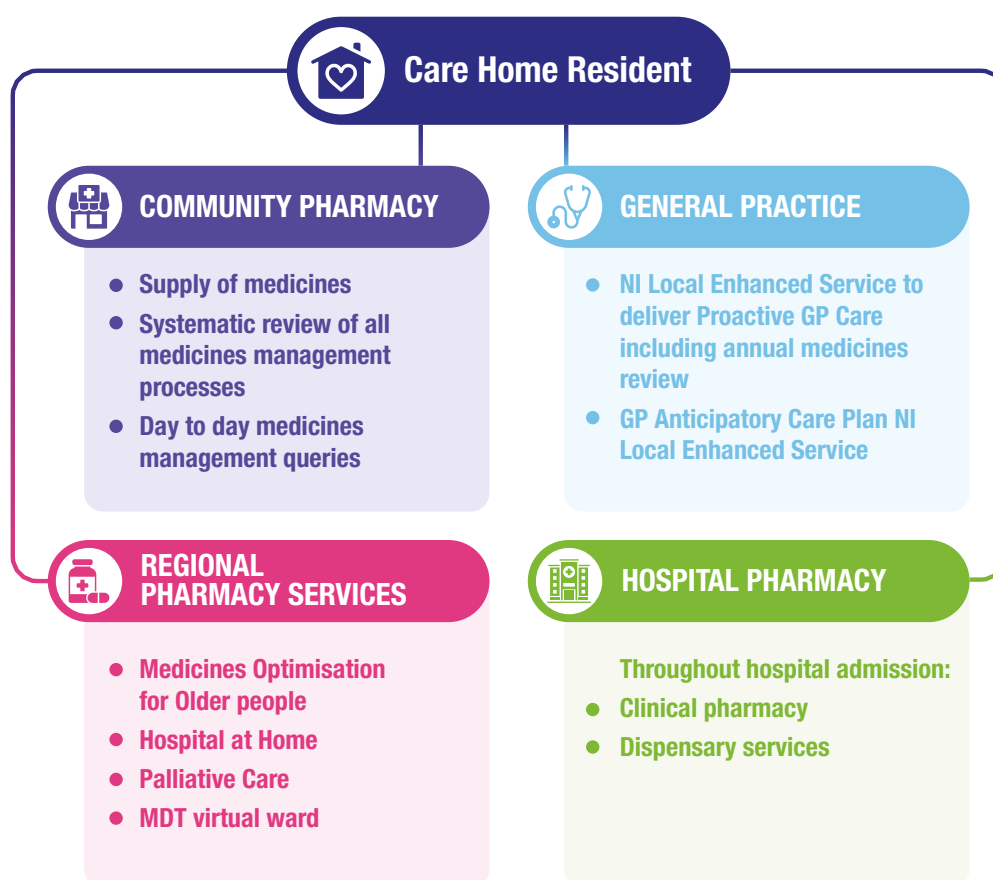 Care Home Resident
COMMUNITY PHARMACY
Supply of medicines
Systematic review of all
medicines management
processes
Day to day medicines
management queries
GENERAL PRACTICE
NI Local Enhanced Service to
deliver Proactive GP Care
including annual medicines
review
GP Anticipatory Care Plan NI
Local Enhanced Service
REGIONAL
PHARMACY SERVICES
Medicines Optimisation
for Older people
Hospital at Home
Palliative Care
MDT virtual ward
HOSPITAL PHARMACY
Throughout hospital admission:
Clinical pharmacy
Dispensary services